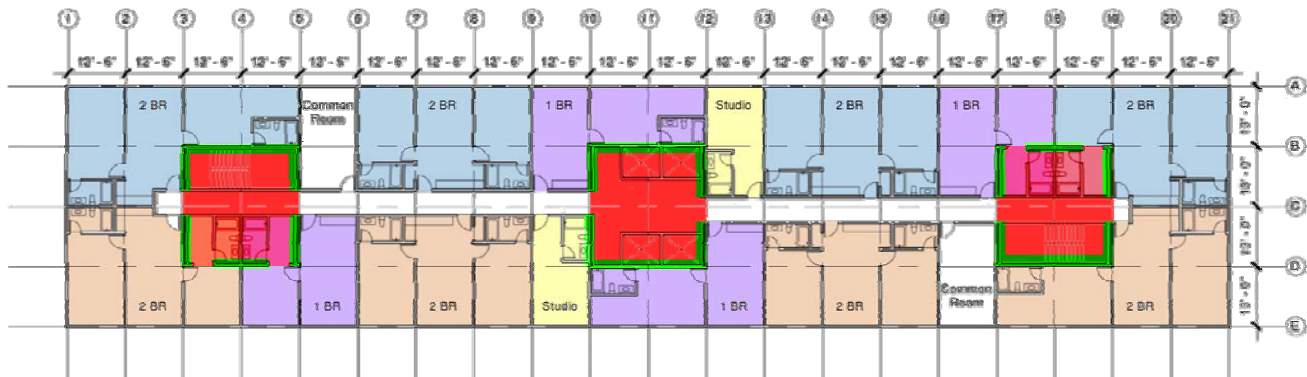 1 2 3 4 5 6 7 8 9 10 11 12 13 14 15 16 17 18 19 20 21
12' - 6" 12' - 6" 12' - 6" 12' - 6" 12' - 6" 12' - 6" 12' - 6" 12' - 6" 12' - 6" 12' - 6" 12' - 6" 12' - 6" 12' - 6" 12' - 6" 12' - 6" 12' - 6" 12' - 6" 12' - 6" 12' - 6" 12' - 6"
A
2 BR Common 2 BR 1 BR Studio 2 BR 1 BR 2 BR
Room
B
C
D
Common
2 BR 1 BR 2 BR Studio 1 BR 2 BR Room 2 BR
E